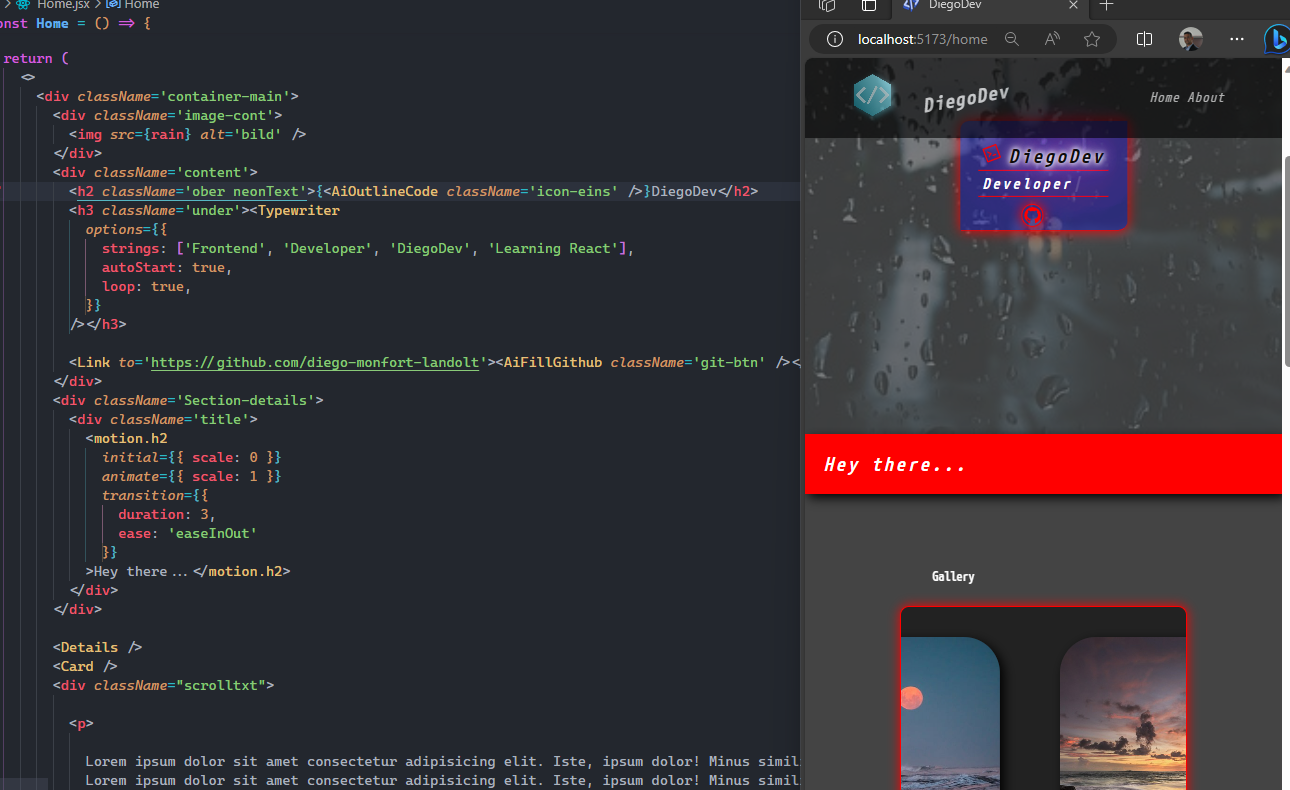 Home.jsx > Home
onst Home = () => {
return (
<>
<div className='container-main'>
<div className='image-cont'>
<img src={rain} alt='bild' />
</div>
<div className='content'>
<h2 className='ober neonText'>{<AiOutlineCode className='icon-eins' />}DiegoDev</h2>
<h3 className='under'><Typewriter
options={{
strings: ['Frontend', 'Developer', 'DiegoDev', 'Learning React'],
autoStart: true,
loop: true,
}}
/></h3>
<Link to='https://github.com/diego-monfort-landolt'><AiFillGithub className='git-btn' /><
</div>
<div className='Section-details'>
<div className='title'>
<motion.h2
initial={{ scale: 0 }}
animate={{ scale: 1 }}
transition={{
duration: 3,
ease: 'easeInOut'
}}
>Hey there...</motion.h2>
</div>
</div>
<Details />
<Card />
<div className="scrolltxt">
<p>
Lorem ipsum dolor sit amet consectetur adipisicing elit. Iste, ipsum dolor! Minus simil
Lorem ipsum dolor sit amet consectetur adipisicing elit. Iste, ipsum dolor! Minus simil
DiegoDev
localhost:5173/home
</> DiegoDev
Home About
DiegoDev
Developer
Hey there...
Gallery